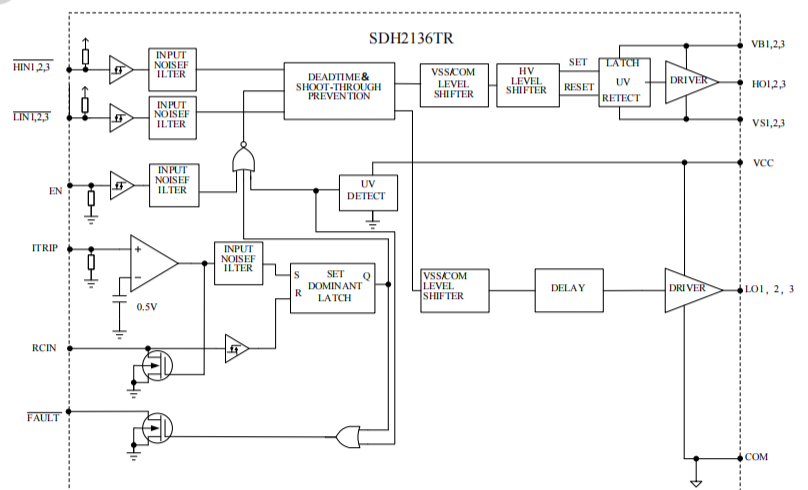 SDH2136TR
HIN1,2,3
INPUT
NOISEF
ILTER
LIN1,2,3
INPUT
NOISEF
ILTER
DEADTIME&
SHOOT-THROUGH
PREVENTION
VSS/COM
LEVEL
SHIFTER
HV
LEVEL
SHIFTER
SET
RESET
LATCH
UV
RETECT
DRIVER
VB1,2,3
HO1,2,3
VS1,2,3
EN
INPUT
NOISEF
ILTER
UV
DETECT
VCC
ITRIP
+
−
0.5V
INPUT
NOISEF
ILTER
S
R
SET
DOMINANT
LATCH
Q
VSS/COM
LEVEL
SHIFTER
DELAY
DRIVER
LO1, 2, 3
RCIN
FAULT
COM